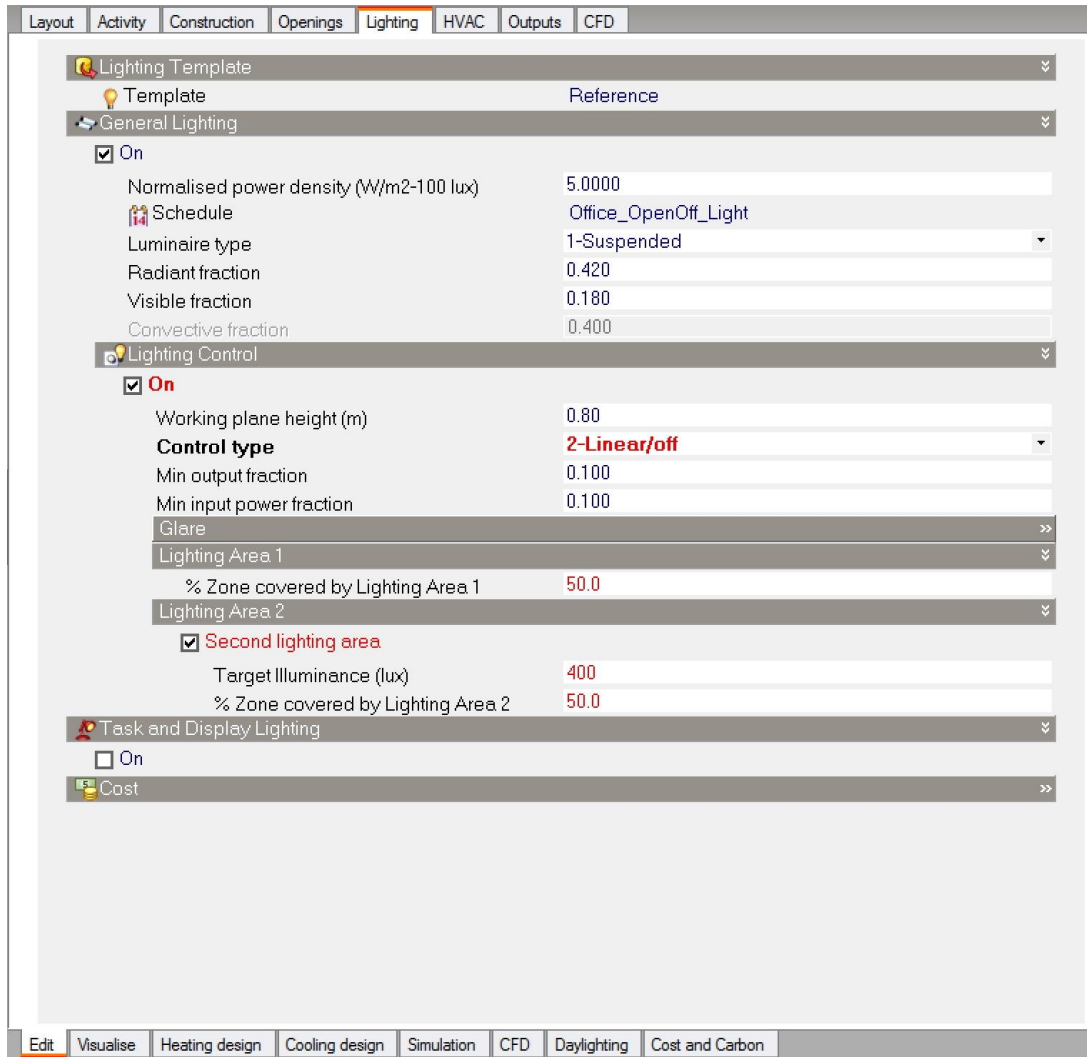 Layout Activity Construction Openings Lighting HVAC Outputs CFD
Lighting Template
Template Reference
General Lighting
On
Normalised power density (W/m2-100 lux) 5.0000
14 Schedule Office_OpenOff_Light
Luminaire type 1-Suspended
Radiant fraction 0.420
Visible fraction 0.180
Convective fraction 0.400
Lighting Control
On
Working plane height (m) 0.80
Control type 2-Linear/off
Min output fraction 0.100
Min input power fraction 0.100
Glare
Lighting Area 1
% Zone covered by Lighting Area 1 50.0
Lighting Area 2
Second lighting area
Target Illuminance (lux) 400
% Zone covered by Lighting Area 2 50.0
Task and Display Lighting
On
Cost
Edit Visualise Heating design Cooling design Simulation CFD Daylighting Cost and Carbon